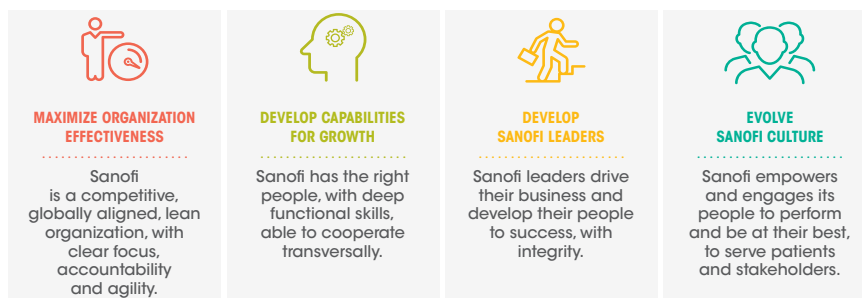 MAXIMIZE ORGANIZATION
EFFECTIVENESS
Sanofi
is a competitive,
globally aligned, lean
organization, with
clear focus,
accountability
and agility.
DEVELOP CAPABILITIES
FOR GROWTH
Sanofi has the right
people, with deep
functional skills,
able to cooperate
transversally.
DEVELOP
SANOFI LEADERS
Sanofi leaders drive
their business and
develop their people
to success, with
integrity.
EVOLVE
SANOFI CULTURE
Sanofi empowers
and engages its
people to perform
and be at their best,
to serve patients
and stakeholders.